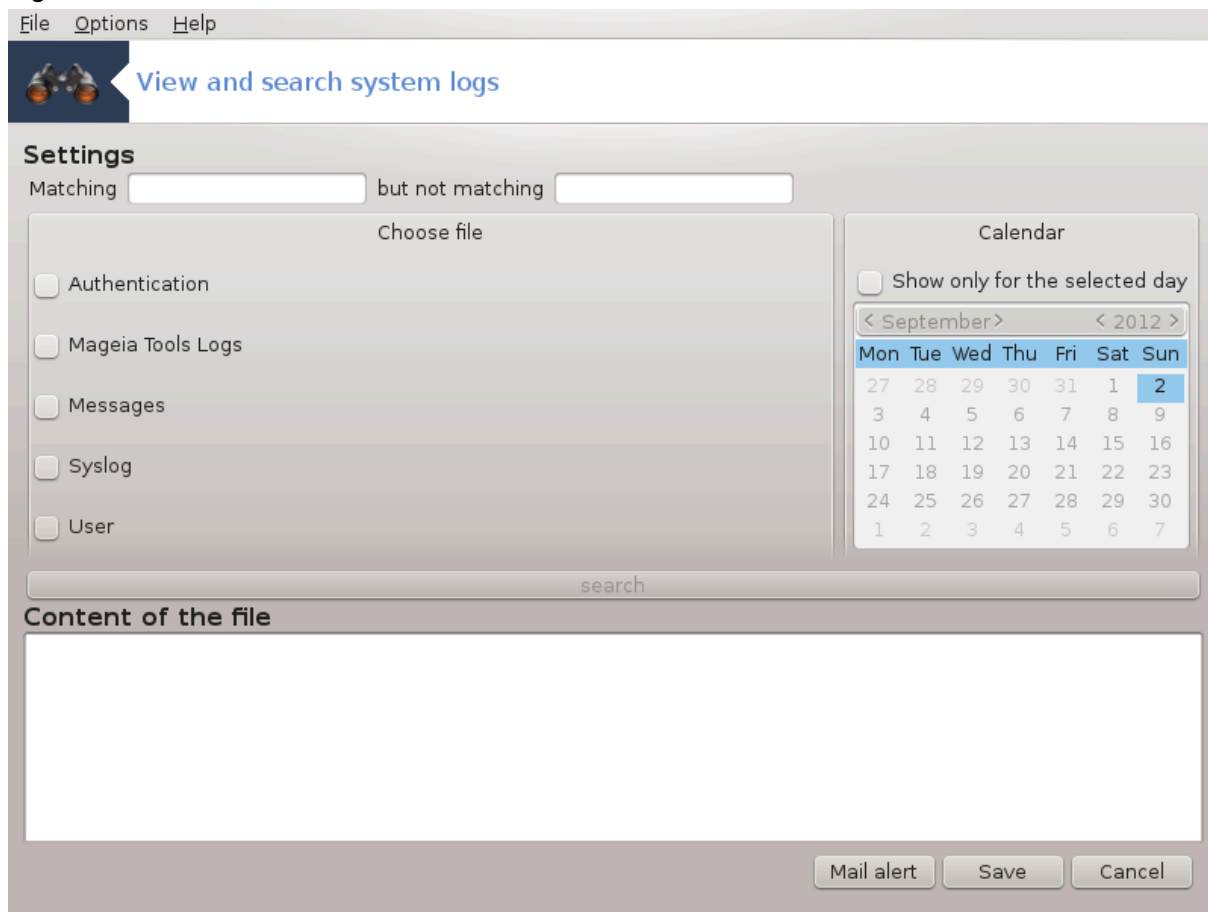 File Options Help
View and search system logs
Settings
Matching but not matching
Choose file
Calendar
Authentication
Show only for the selected day
Mageia Tools Logs
Messages
Syslog
User
< September> < 2012 >
Mon Tue Wed Thu Fri Sat Sun
27 28 29 30 31 1 2
3 4 5 6 7 8 9
10 11 12 13 14 15 16
17 18 19 20 21 22 23
24 25 26 27 28 29 30
1 2 3 4 5 6 7
search
Content of the file
Mail alert Save Cancel